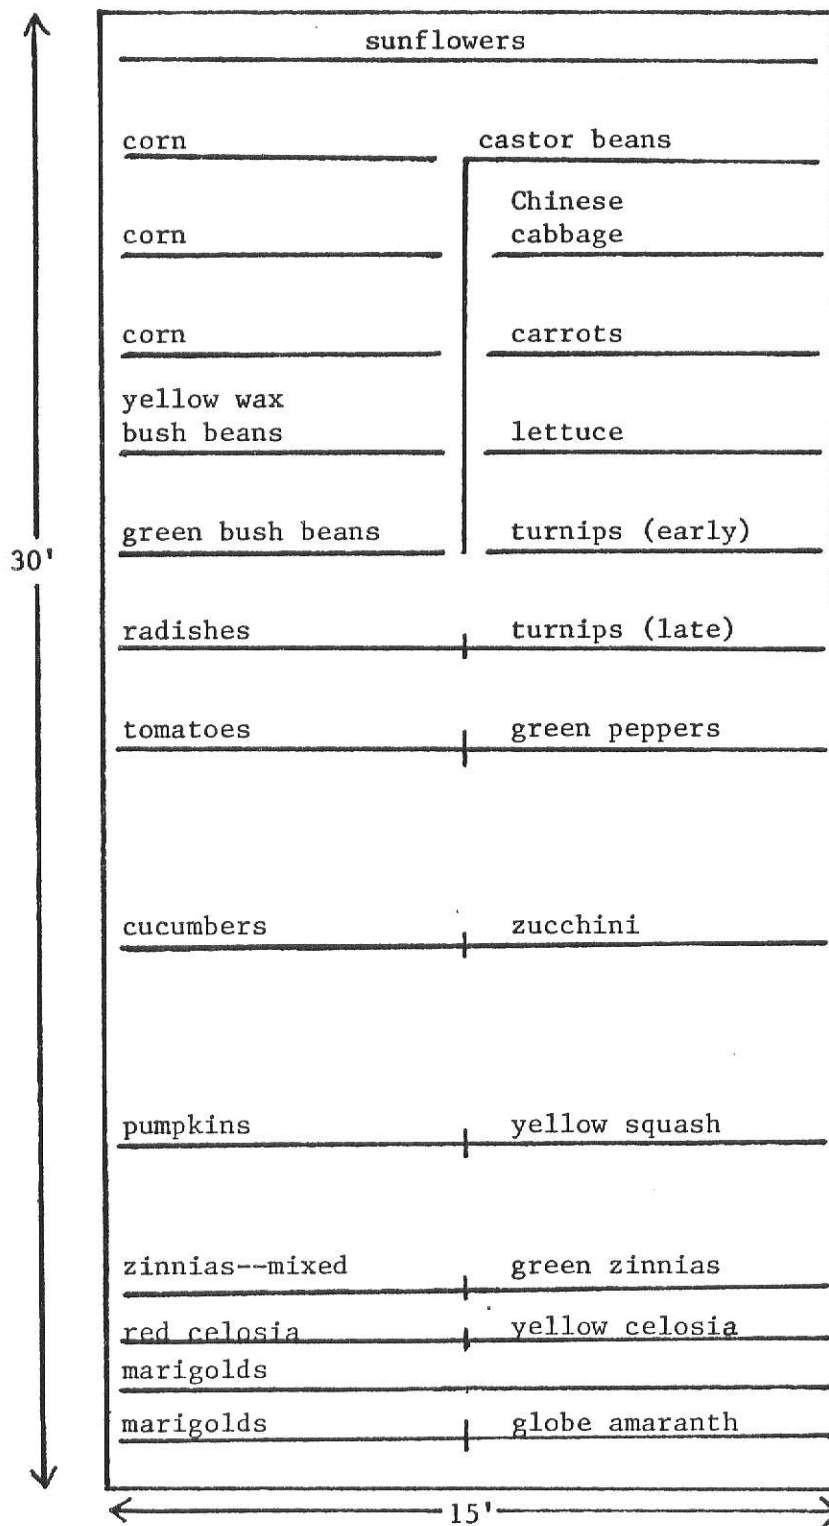 sunflowers
corn
castor beans
corn
Chinese
cabbage
corn
carrots
yellow wax
bush beans
lettuce
green bush beans
turnips (early)
30'
radishes
turnips (late)
tomatoes
green peppers
cucumbers
zucchini
pumpkins
yellow squash
zinnias--mixed
green zinnias
red celosia
yellow celosia
marigolds
marigolds
globe amaranth
15'